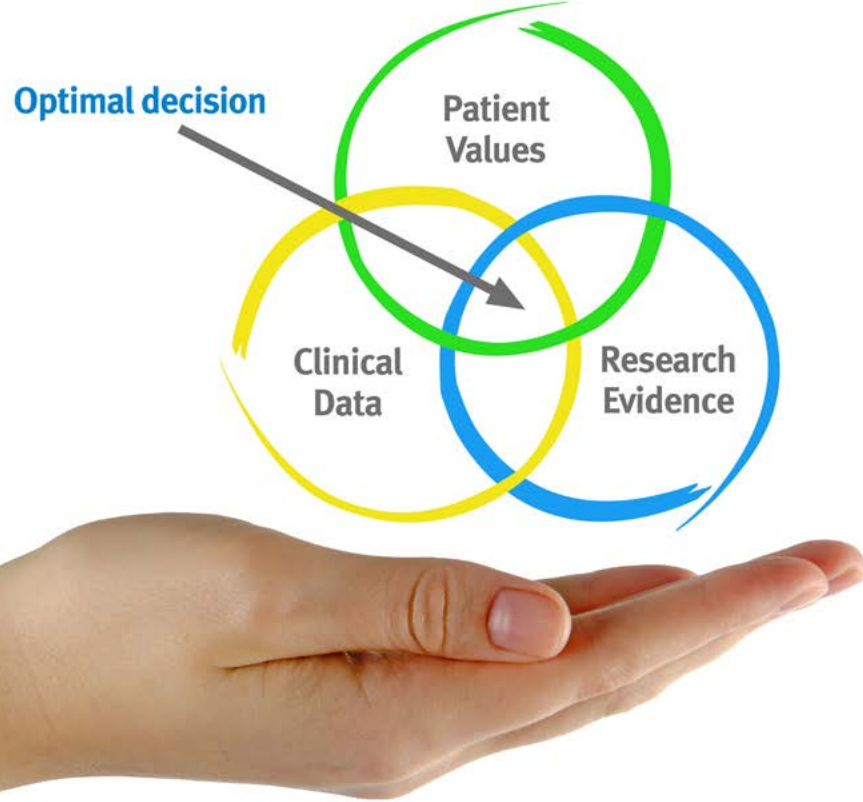 Optimal decision
Patient
Values
Clinical
Data
Research
Evidence